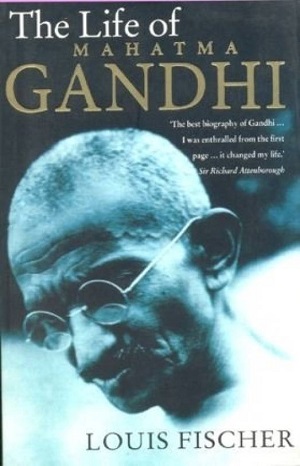 The Life of
MAHATMA
GANDHI
'The best biography of Gandhi ...
I was enthralled from the first
page ... it changed my life.'
Sir Richard Attenborough
LOUIS FISCHER